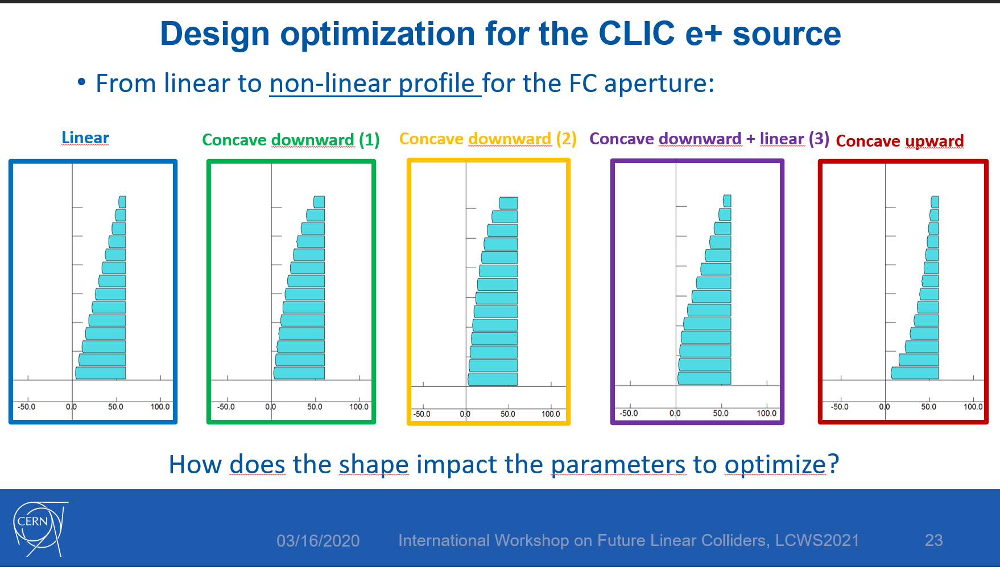 Design optimization for the CLIC e+ source
• From linear to non-linear profile for the FC aperture:
Linear
Concave downward (1)
Concave downward (2)
Concave downward + linear (3)
Concave upward
-50.0 0.0 50.0 100.0
-50.0 0.0 50.0 100.0
-50.0 0.0 50.0 100.0
-50.0 0.0 50.0 100.0
-50.0 0.0 50.0 100.0
How does the shape impact the parameters to optimize?
CERN
03/16/2020
International Workshop on Future Linear Colliders, LCWS2021
23